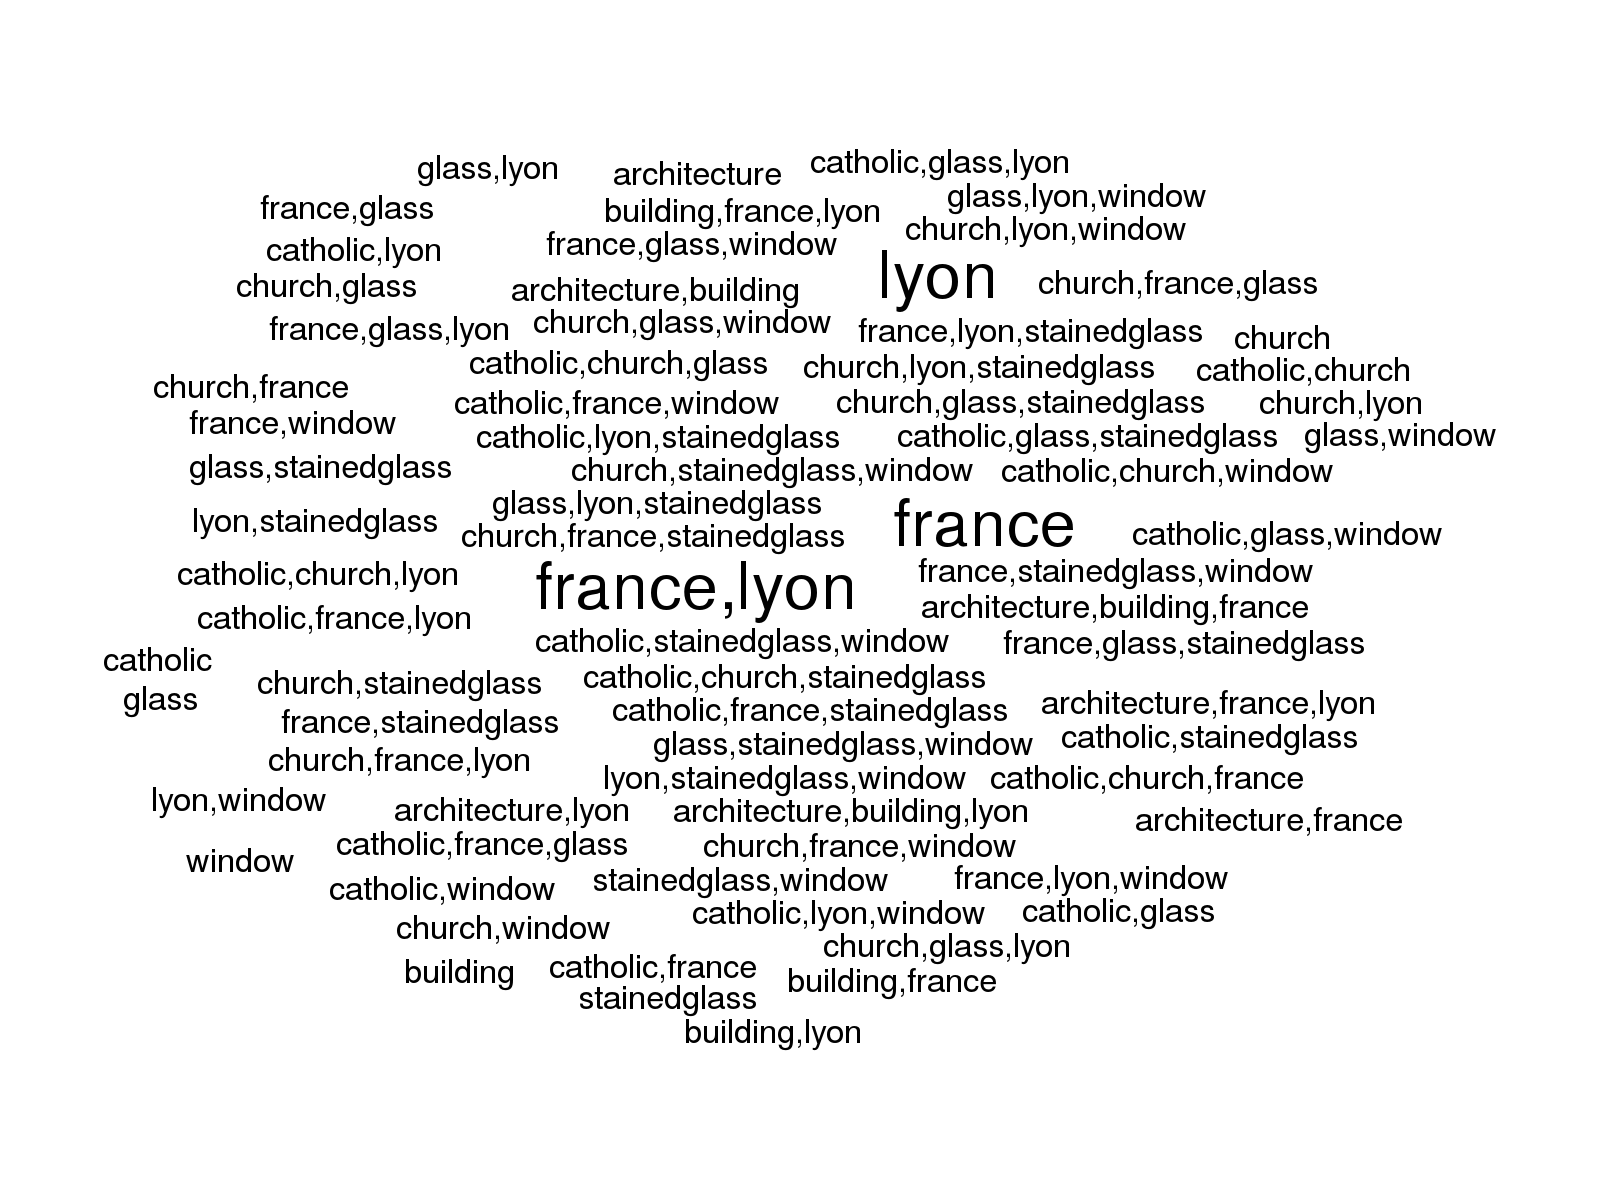 catholic,glass,lyon
glass,lyon
architecture
glass,lyon,window
france,glass
building,france,lyon
church,lyon,window
catholic,lyon
france,glass,window
lyon
church,france,glass
church,glass
architecture,building
france,glass,lyon
church,glass,window
france,lyon,stainedglass
church
catholic,church,glass
church,lyon,stainedglass
catholic,church
church,france
catholic,france,window
church,glass,stainedglass
church,lyon
france,window
catholic,lyon,stainedglass
catholic,glass,stainedglass
glass,window
glass,stainedglass
church,stainedglass,window
catholic,church,window
glass,lyon,stainedglass
lyon,stainedglass
france
church,france,stainedglass
catholic,glass,window
catholic,church,lyon
france,lyon
france,stainedglass,window
architecture,building,france
catholic,france,lyon
catholic,stainedglass,window
france,glass,stainedglass
catholic
church,stainedglass
catholic,church,stainedglass
glass
catholic,france,stainedglass
architecture,france,lyon
france,stainedglass
glass,stainedglass,window
catholic,stainedglass
church,france,lyon
lyon,stainedglass,window
catholic,church,france
lyon,window
architecture,lyon
architecture,building,lyon
architecture,france
catholic,france,glass
church,france,window
window
stainedglass,window
france,lyon,window
catholic,window
catholic,lyon,window
catholic,glass
church,window
church,glass,lyon
building
catholic,france
building,france
stainedglass
building,lyon